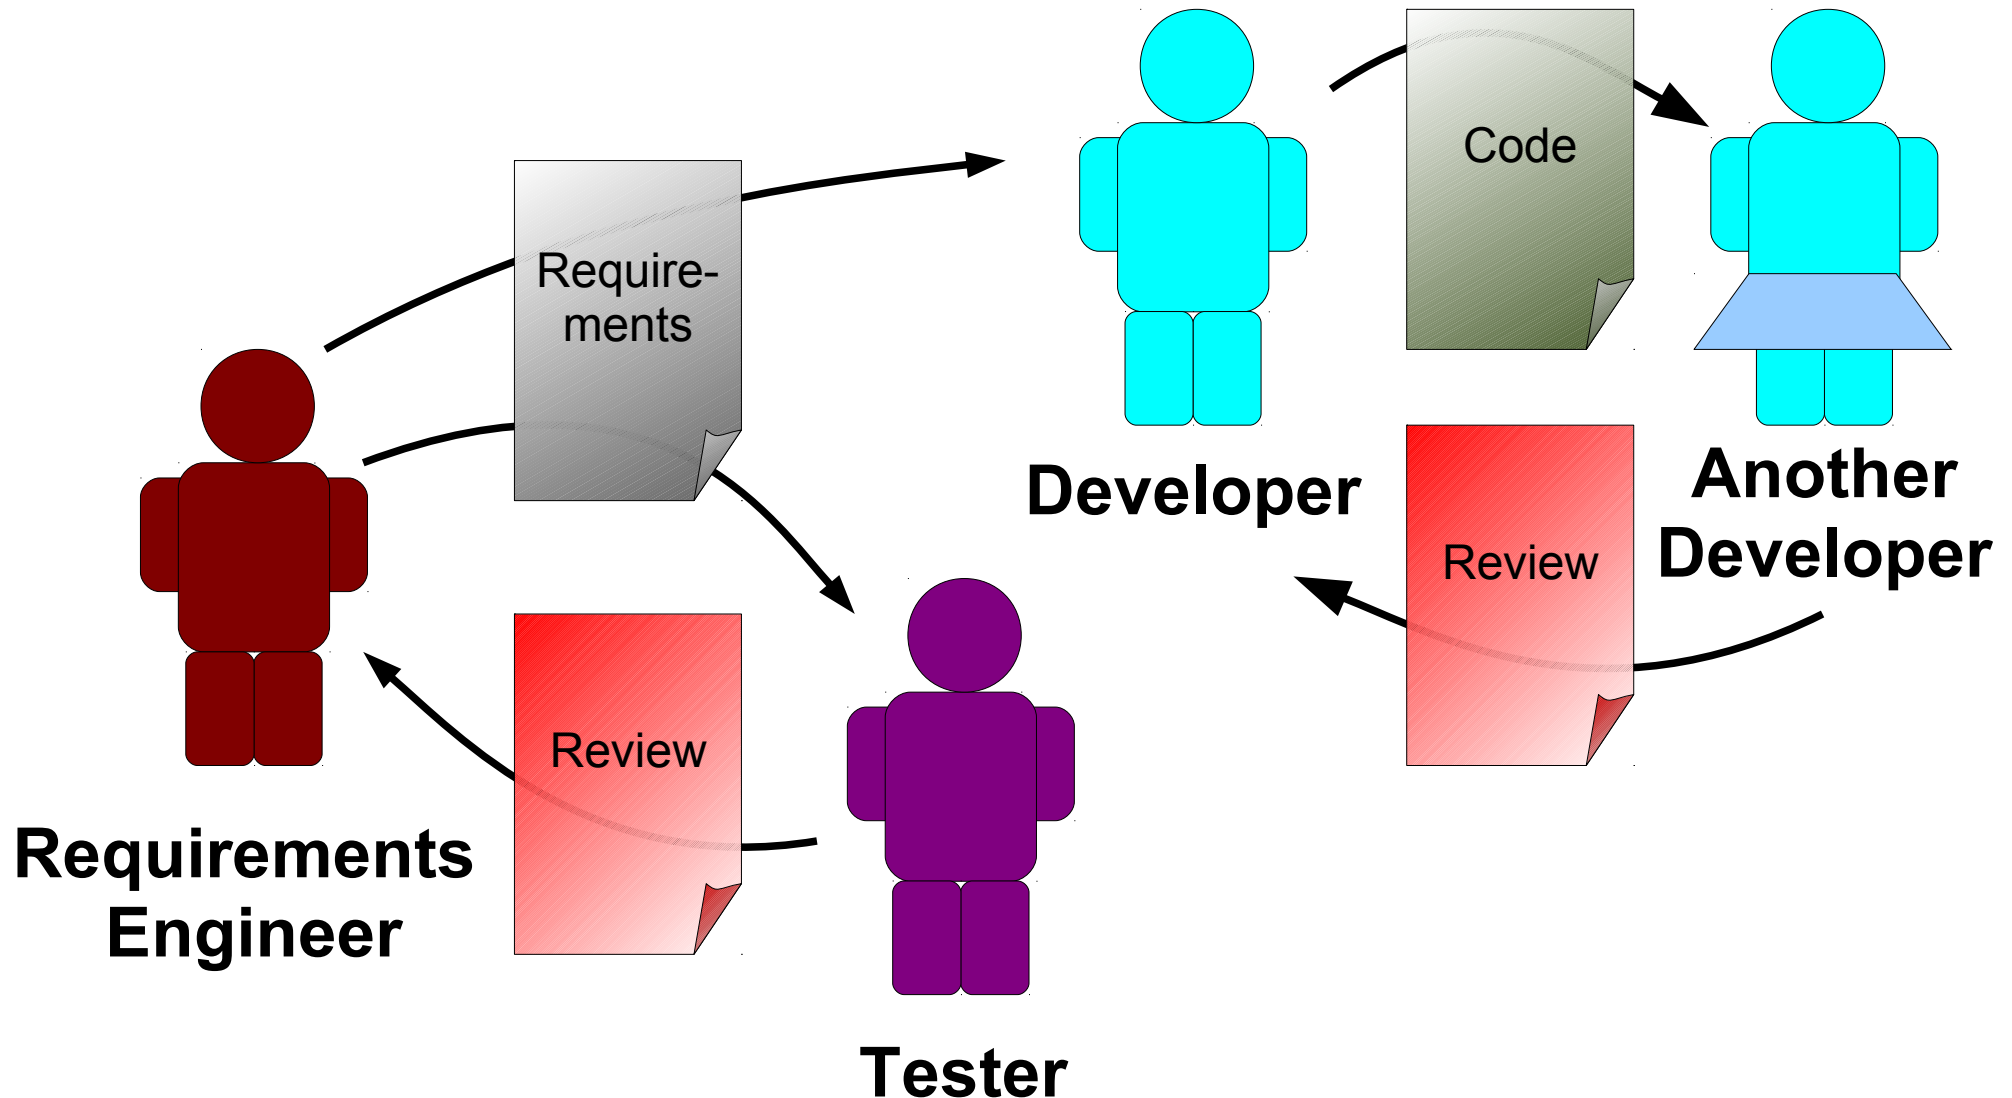 Code
Require-
ments
Developer
Another
Developer
Review
Review
Requirements
Engineer
Tester